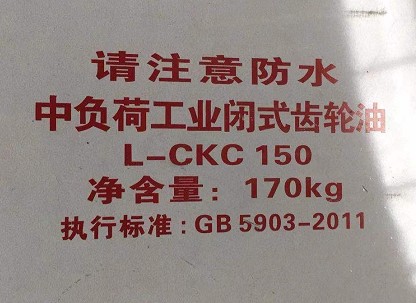 请注意防水
中负荷工业闭式齿轮油
L-CKC 150
净含量：170kg
执行标准：GB 5903-2011